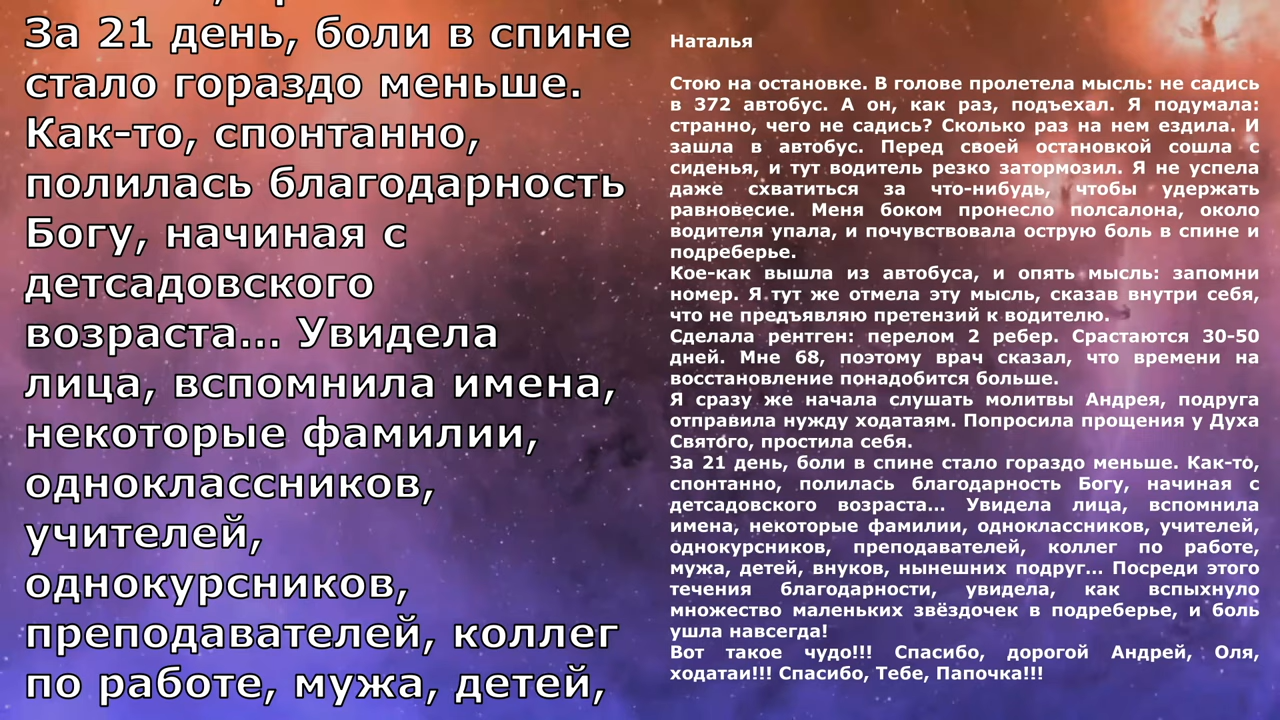 За 21 день, боли в спине
стало гораздо меньше.
Как-то, спонтанно,
полилась благодарность
Богу, начиная с
детсадовского
возраста... Увидела
лица, вспомнила имена,
некоторые фамилии,
одноклассников,
учителей,
однокурсников,
преподавателей, коллег
по работе, мужа, детей,
Наталья
Стою на остановке. В голове пролетела мысль: не садись
в 372 автобус. А он, как раз, подъехал. Я подумала:
странно, чего не садись? Сколько раз на нем ездила. И
зашла в автобус. Перед своей остановкой сошла с
сиденья, и тут водитель резко затормозил. Я не успела
даже схватиться за что-нибудь, чтобы удержать
равновесие. Меня боком пронесло полсалона, около
водителя упала, и почувствовала острую боль в спине и
подреберье.
Кое-как вышла из автобуса, и опять мысль: запомни
номер. Я тут же отмела эту мысль, сказав внутри себя,
что не предъявляю претензий к водителю.
Сделала рентген: перелом 2 ребер. Срастаются 30-50
дней. Мне 68, поэтому врач сказал, что времени на
восстановление понадобится больше.
Я сразу же начала слушать молитвы Андрея, подруга
отправила нужду ходатаям. Попросила прощения у Духа
Святого, простила себя.
За 21 день, боли в спине стало гораздо меньше. Как-то,
спонтанно, полилась благодарность Богу, начиная с
детсадовского возраста... Увидела лица, вспомнила
имена, некоторые фамилии, одноклассников, учителей,
однокурсников, преподавателей, коллег по работе,
мужа, детей, внуков, нынешних подруг... Посреди этого
течения благодарности, увидела, как вспыхнуло
множество маленьких звёздочек в подреберье, и боль
ушла навсегда!
Вот такое чудо!!! Спасибо, дорогой Андрей, Оля,
ходатаи!!! Спасибо, Тебе, Папочка!!!